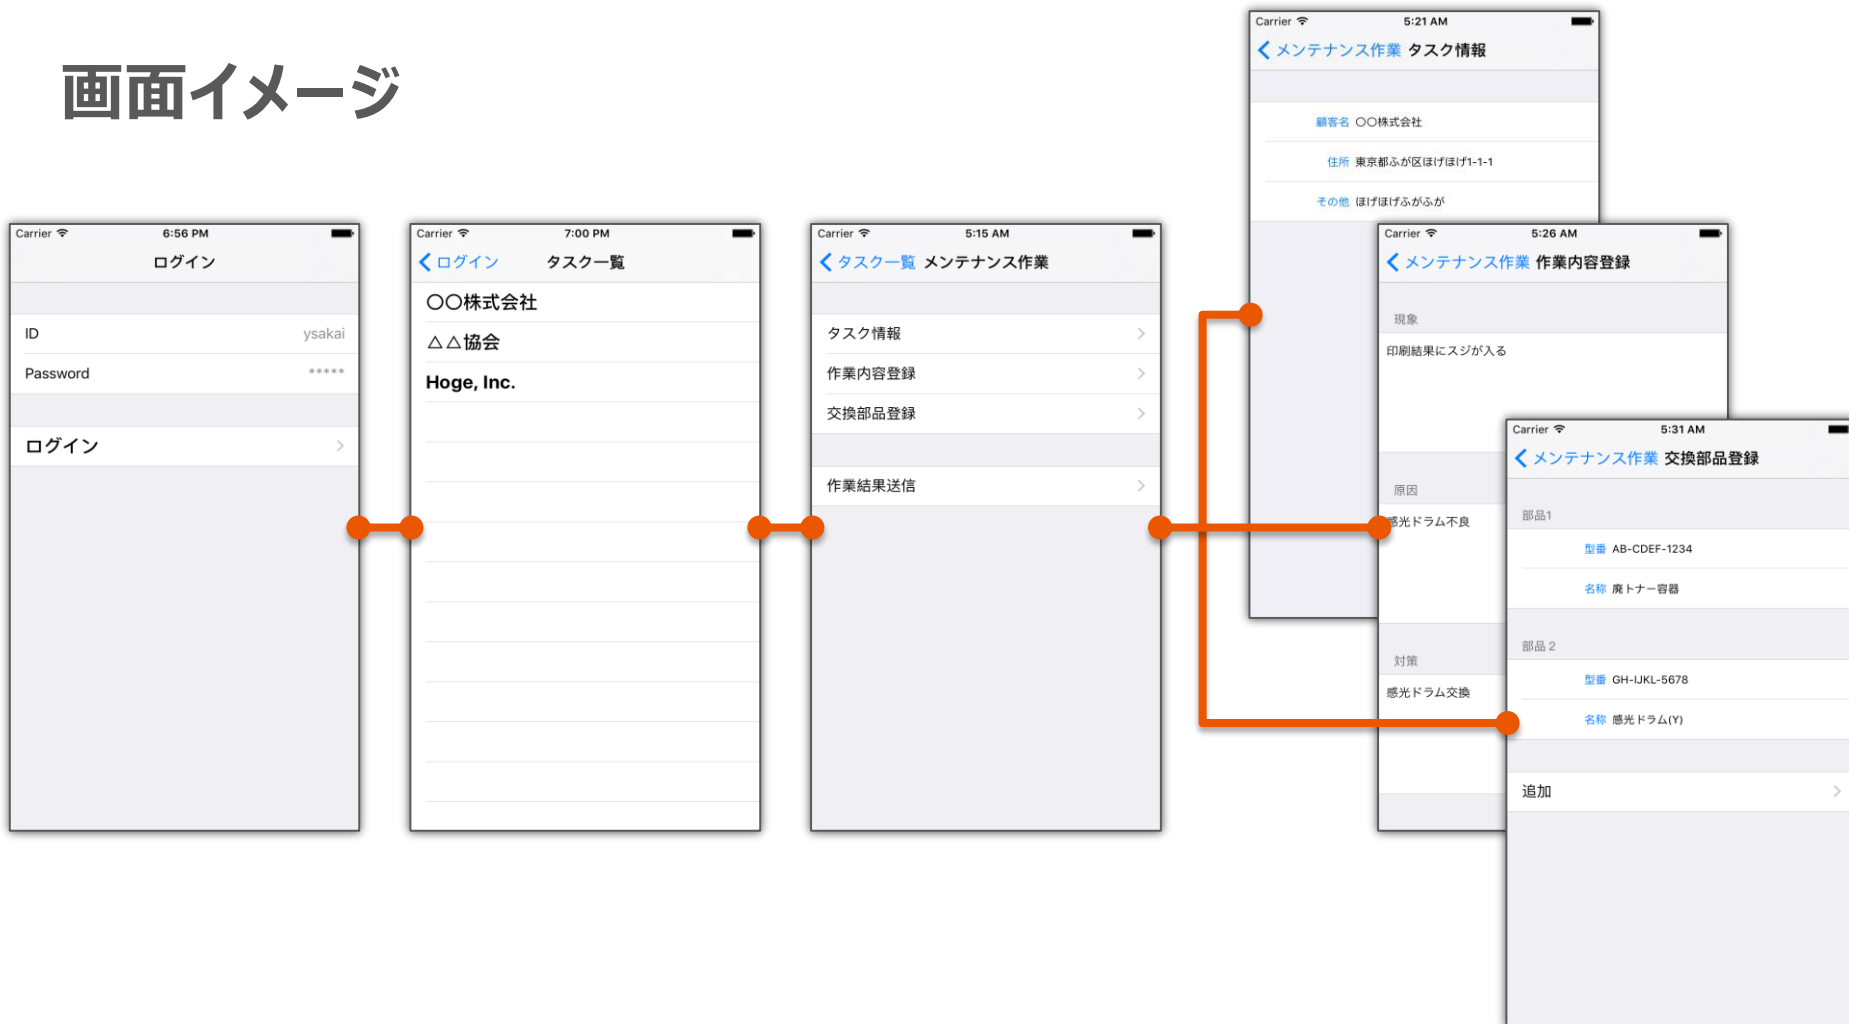 画面イメージ
Carrier 6:56 PM
ログイン
ID ysakai
Password *****
ログイン
Carrier 7:00 PM
ログイン タスク一覧
〇〇株式会社
△△協会
Hoge, Inc.
Carrier 5:15 AM
タスク一覧 メンテナンス作業
タスク情報
作業内容登録
交換部品登録
作業結果送信
Carrier 5:21 AM
メンテナンス作業 タスク情報
顧客名 〇〇株式会社
住所 東京都ふが区ほげほげ1-1-1
その他 ほげほげふがふが
Carrier 5:26 AM
メンテナンス作業 作業内容登録
現象
印刷結果にスジが入る
原因
感光ドラム不良
対策
感光ドラム交換
Carrier 5:31 AM
メンテナンス作業 交換部品登録
部品1
型番 AB-CDEF-1234
名称 廃トナー容器
部品2
型番 GH-IJKL-5678
名称 感光ドラム(Y)
追加